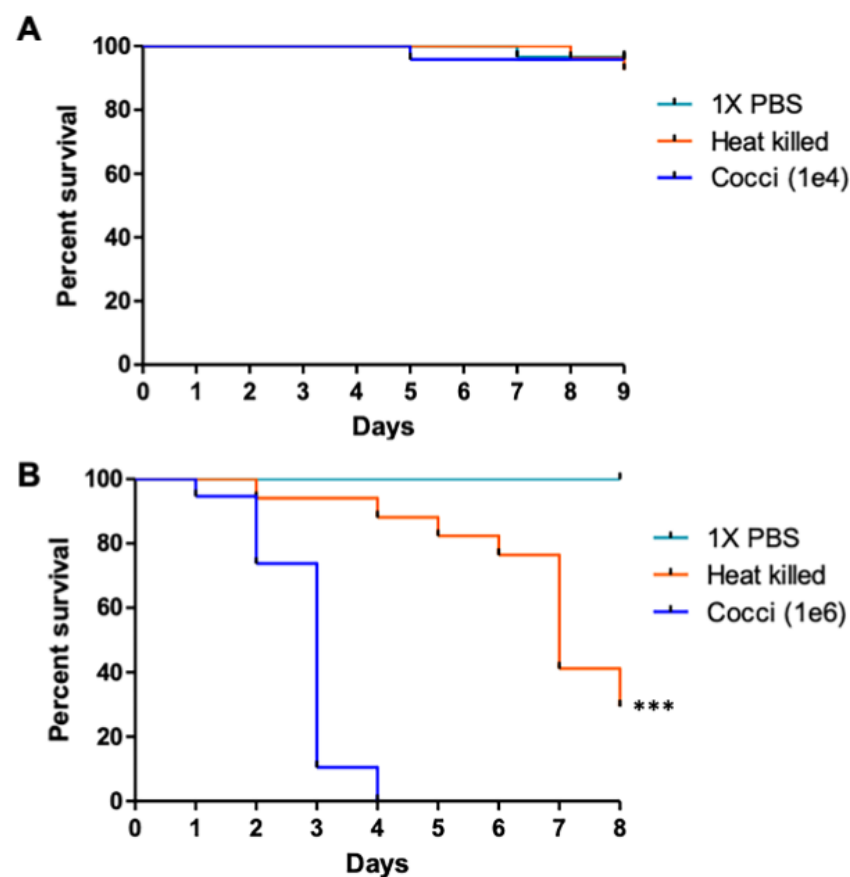 A
Percent survival
100
80
60
40
20
0
0 1 2 3 4 5 6 7 8 9
Days
1X PBS
Heat killed
Cocci (1e4)
B
Percent survival
100
80
60
40
20
0
0 1 2 3 4 5 6 7 8
Days
1X PBS
Heat killed
Cocci (1e6)
***